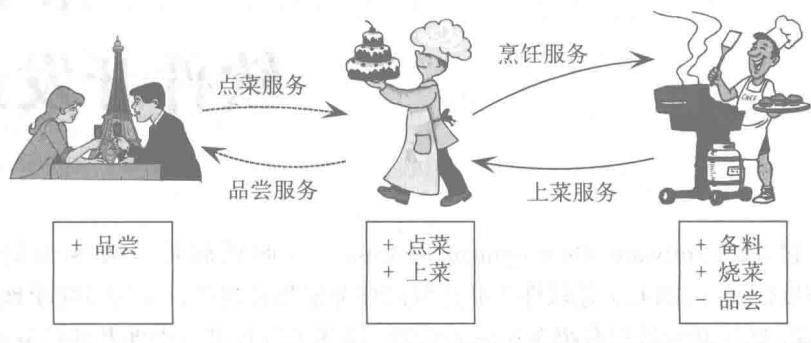 点菜服务
烹饪服务
品尝服务
上菜服务
+ 品尝
+ 点菜
+ 上菜
+ 备料
+ 烧菜
− 品尝
CHEF